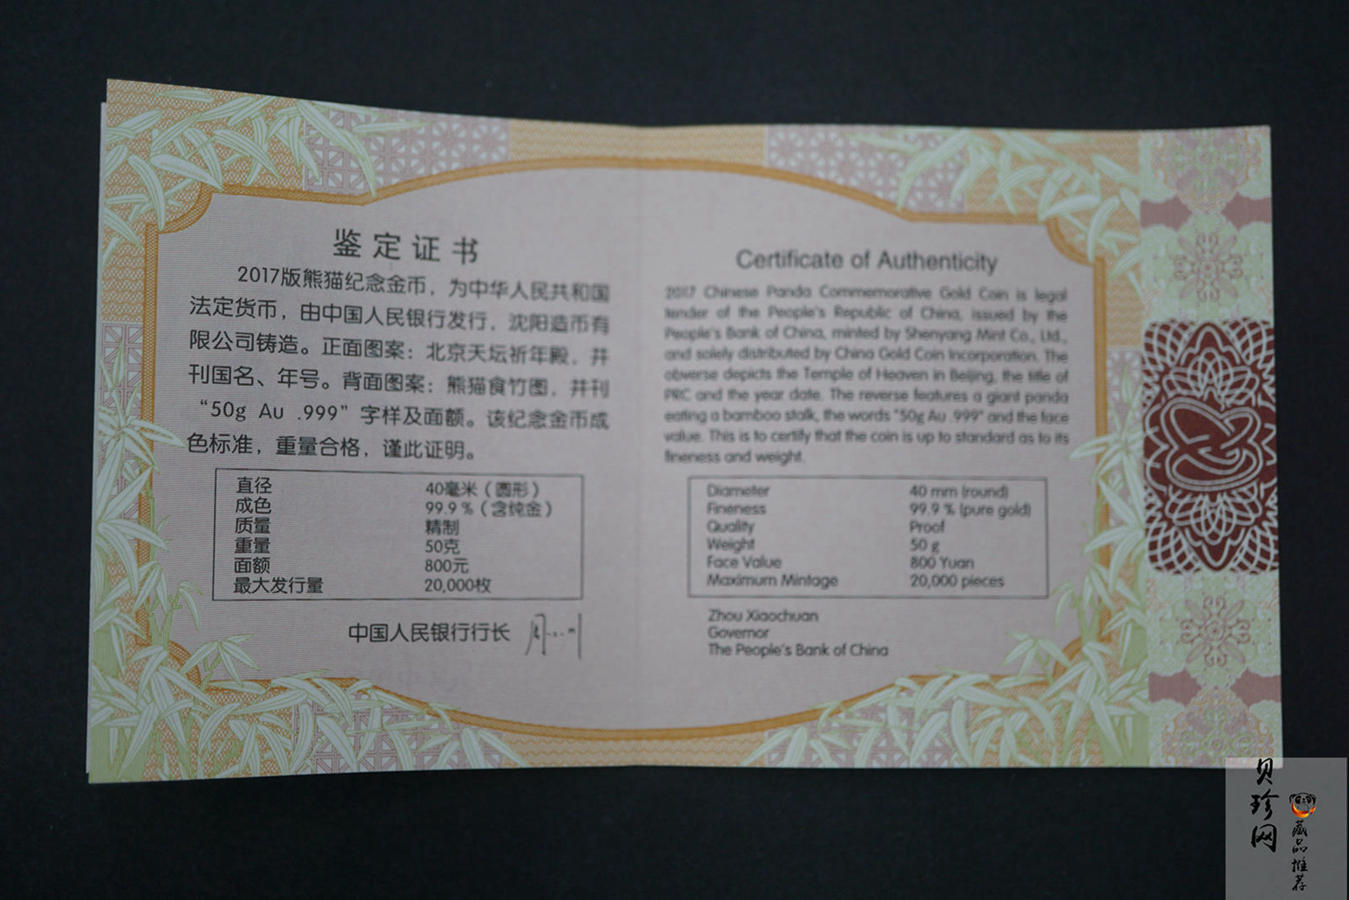 鉴定证书
2017版熊猫纪念金币，为中华人民共和国
法定货币，由中国人民银行发行，沈阳造币有
限公司铸造。正面图案：北京天坛祈年殿，并
刊国名、年号。背面图案：熊猫食竹图，并刊
“50g Au .999”字样及面额。该纪念金币成
色标准，重量合格，谨此证明。
直径 40毫米（圆形）
成色 99.9％（含纯金）
质量 精制
重量 50克
面额 800元
最大发行量 20,000枚
中国人民银行行长
Certificate of Authenticity
2017 Chinese Panda Commemorative Gold Coin is legal
tender of the People's Republic of China, issued by the
People's Bank of China, minted by Shenyang Mint Co., Ltd.,
and solely distributed by China Gold Coin Incorporation. The
obverse depicts the Temple of Heaven in Beijing, the title of
PRC and the year date. The reverse features a giant panda
eating a bamboo stalk, the words "50g Au .999" and the face
value. This is to certify that the coin is up to standard as to its
fineness and weight.
Diameter 40 mm (round)
Fineness 99.9 % (pure gold)
Quality Proof
Weight 50 g
Face Value 800 Yuan
Maximum Mintage 20,000 pieces
Zhou Xiaochuan
Governor
The People's Bank of China
贝珍网
藏品推荐